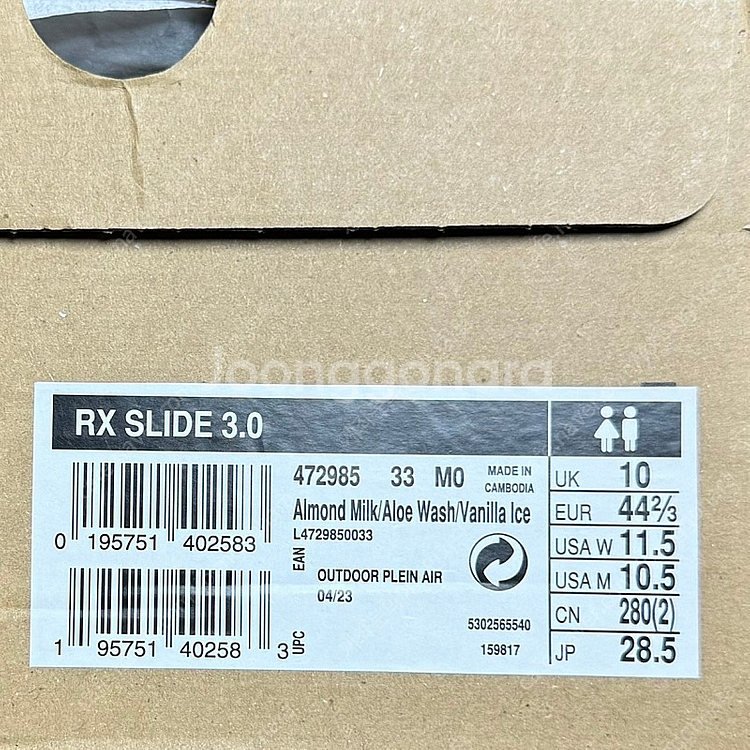 joonggonara
RX SLIDE 3.0
472985 33 M0
MADE IN
CAMBODIA
Almond Milk/Aloe Wash/Vanilla Ice
L4729850033
0 195751 402583
EAN
OUTDOOR PLEIN AIR
04/23
5302565540
159817
1 95751 40258 3
UPC
UK 10
EUR 44⅔
USA W 11.5
USA M 10.5
CN 280(2)
JP 28.5